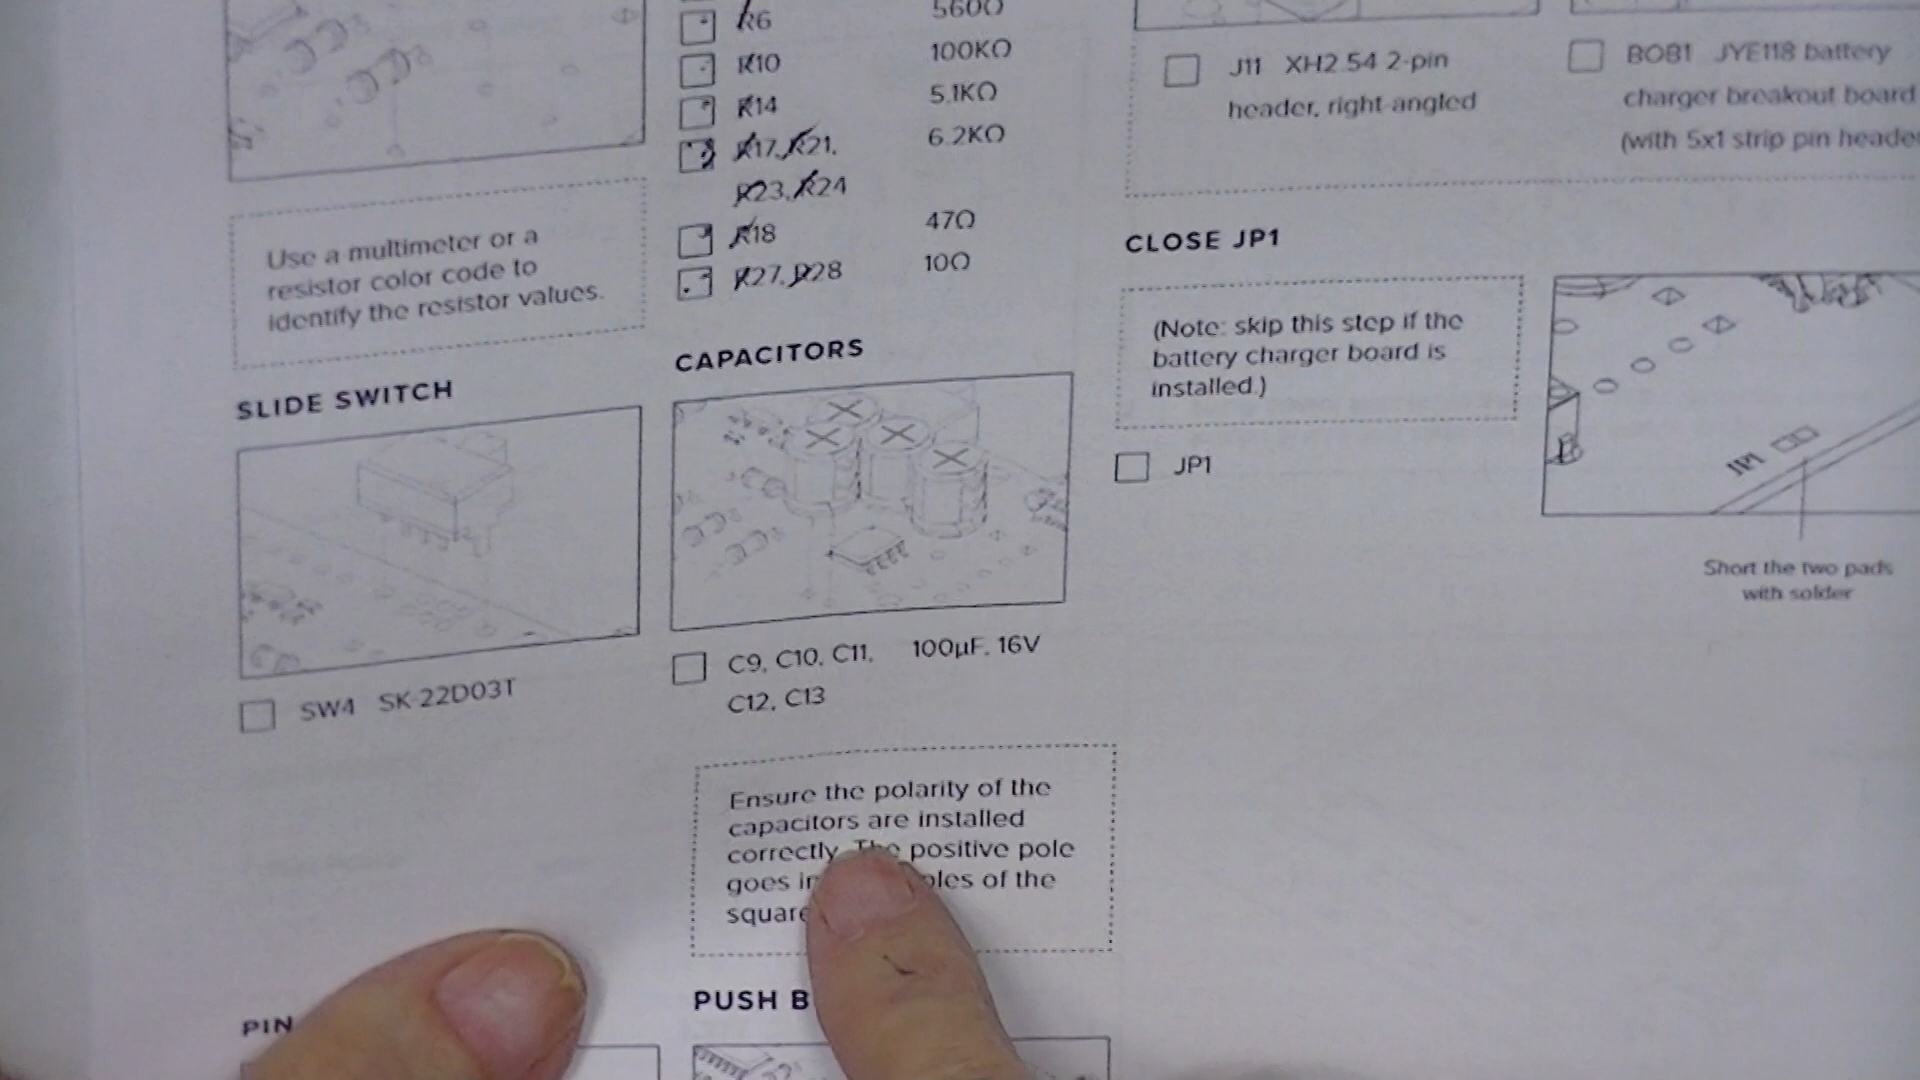 R6 560Ω
R10 100KΩ
R14 5.1KΩ
R17, R21, 6.2KΩ
R23, R24
R18 47Ω
R27, R28 10Ω
Use a multimeter or a
resistor color code to
identify the resistor values.
SLIDE SWITCH
SW4 SK-22D03T
PIN
CAPACITORS
C9, C10, C11, 100µF, 16V
C12, C13
Ensure the polarity of the
capacitors are installed
correctly. The positive pole
goes of the
square
PUSH B
J11 XH2.54 2-pin
header, right-angled
BOB1 JYE118 battery
charger breakout board
(with 5x1 strip pin header
CLOSE JP1
(Note: skip this step if the
battery charger board is
installed.)
JP1
JP1
Short the two pads
with solder